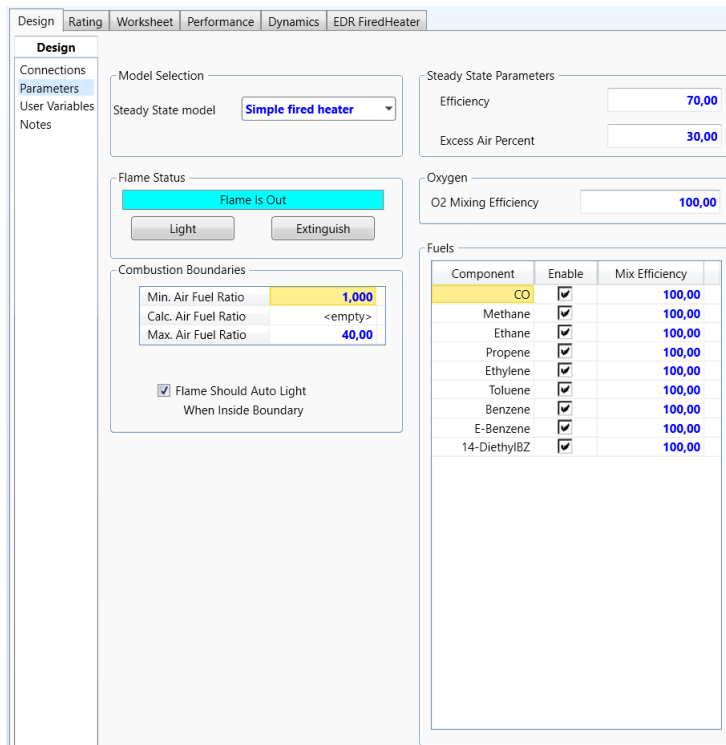 Design Rating Worksheet Performance Dynamics EDR FiredHeater
Design
Connections
Parameters
User Variables
Notes
Model Selection
Steady State model Simple fired heater
Flame Status
Flame Is Out
Light Extinguish
Combustion Boundaries
Min. Air Fuel Ratio 1,000
Calc. Air Fuel Ratio <empty>
Max. Air Fuel Ratio 40,00
Flame Should Auto Light
When Inside Boundary
Steady State Parameters
Efficiency 70,00
Excess Air Percent 30,00
Oxygen
O2 Mixing Efficiency 100,00
Fuels
Component Enable Mix Efficiency
CO 100,00
Methane 100,00
Ethane 100,00
Propene 100,00
Ethylene 100,00
Toluene 100,00
Benzene 100,00
E-Benzene 100,00
14-DiethylBZ 100,00